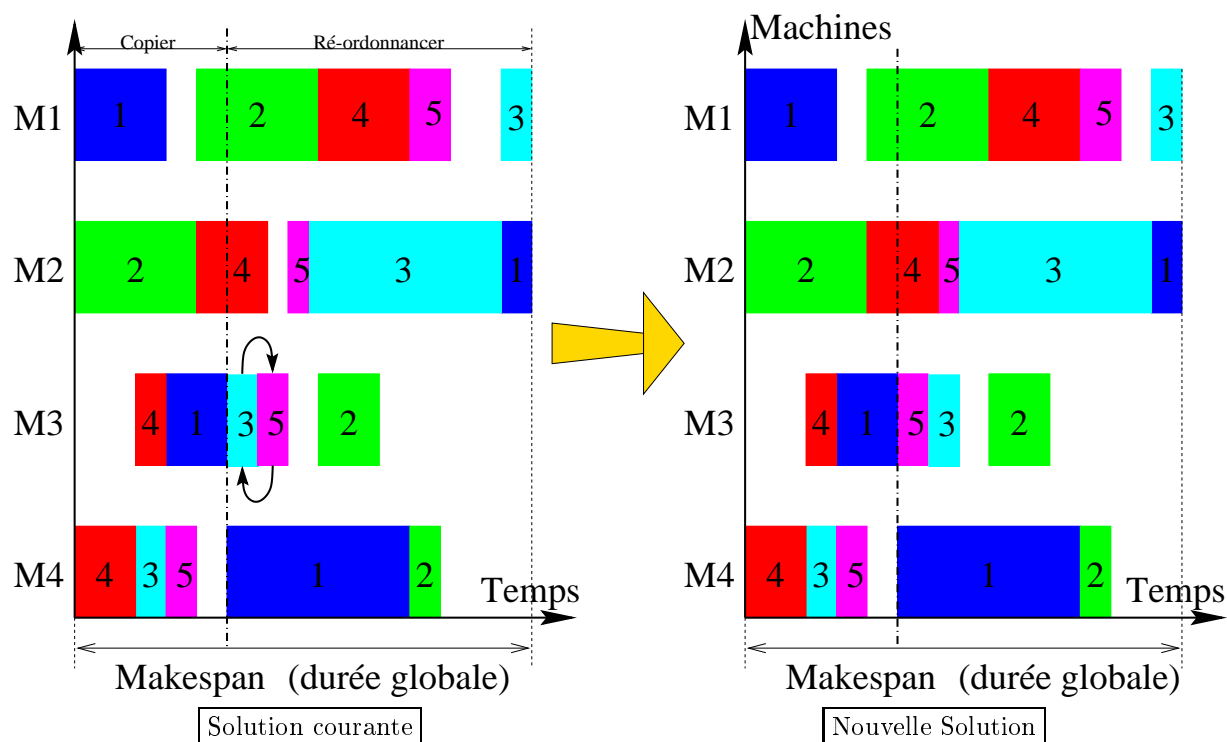 Copier Ré-ordonnancer
Machines
M1 1 2 4 5 3
M1 1 2 4 5 3
M2 2 4 5 3 1
M2 2 4 5 3 1
M3 4 1 3 5 2
M3 4 1 5 3 2
M4 4 3 5 1 2 Temps
M4 4 3 5 1 2 Temps
Makespan (durée globale)
Makespan (durée globale)
Solution courante
Nouvelle Solution